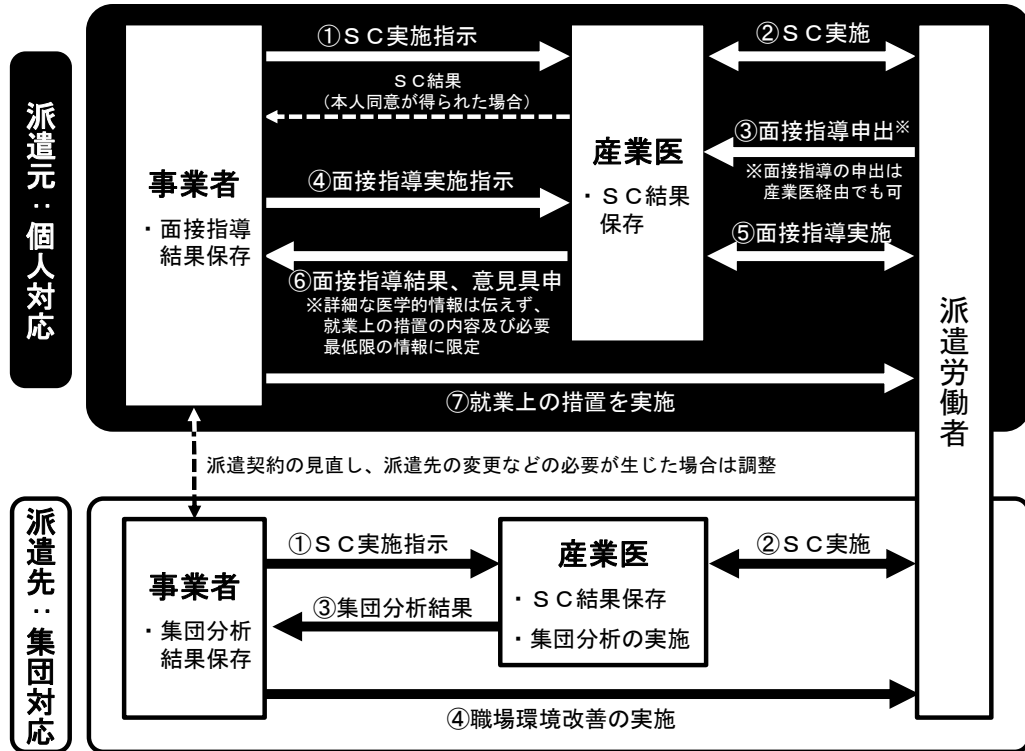 派遣元：個人対応
①ＳＣ実施指示
②ＳＣ実施
ＳＣ結果
（本人同意が得られた場合）
③面接指導申出※
※面接指導の申出は
産業医経由でも可
事業者
・面接指導
結果保存
④面接指導実施指示
産業医
・ＳＣ結果
保存
⑤面接指導実施
⑥面接指導結果、意見具申
※詳細な医学的情報は伝えず、
就業上の措置の内容及び必要
最低限の情報に限定
⑦就業上の措置を実施
派遣労働者
派遣契約の見直し、派遣先の変更などの必要が生じた場合は調整
派遣先：集団対応
事業者
・集団分析
結果保存
①ＳＣ実施指示
産業医
・ＳＣ結果保存
・集団分析の実施
②ＳＣ実施
③集団分析結果
④職場環境改善の実施